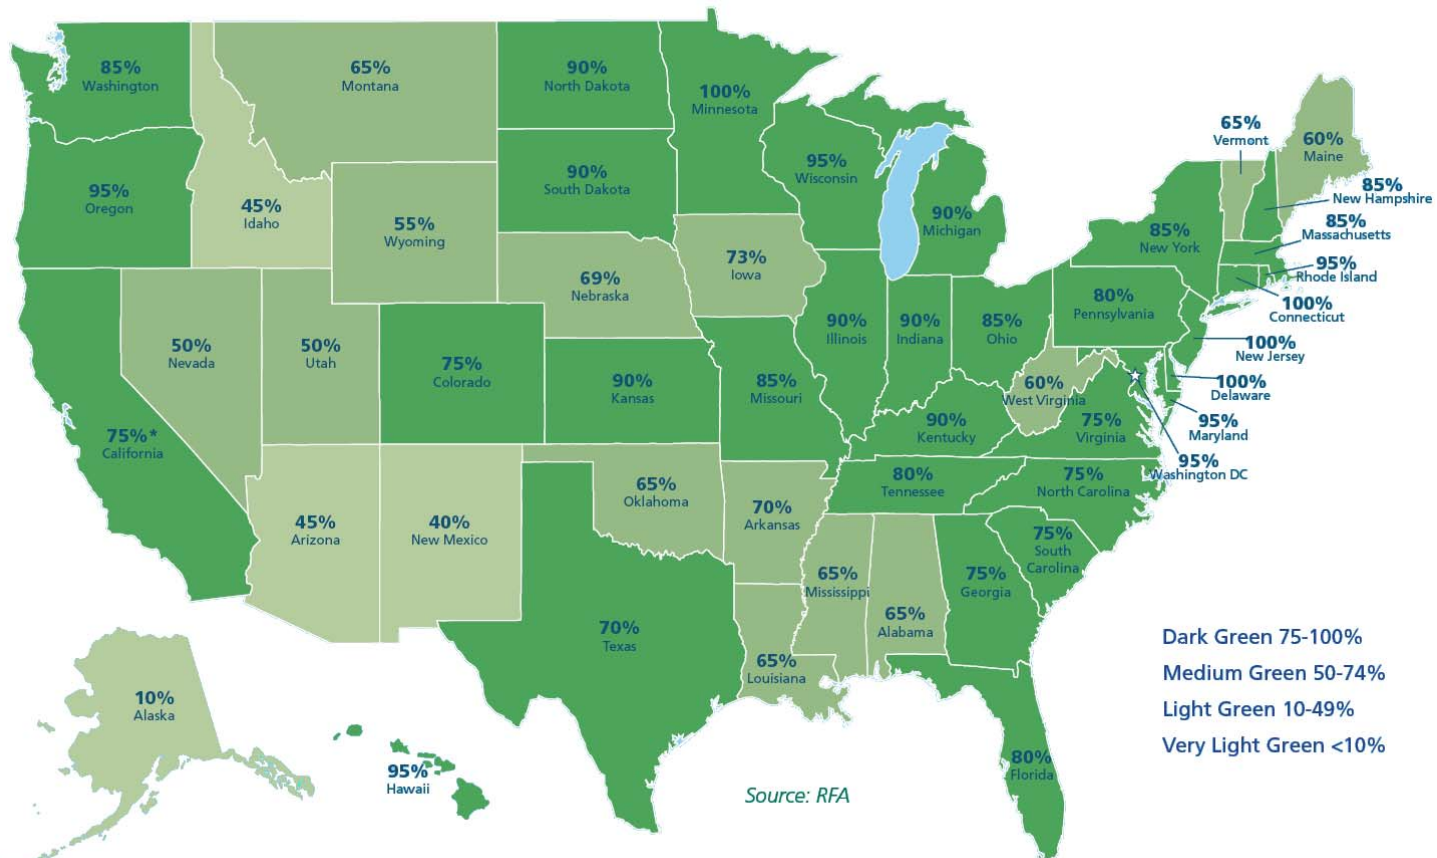 85%
Washington
65%
Montana
90%
North Dakota
100%
Minnesota
65%
Vermont
60%
Maine
95%
Oregon
45%
Idaho
55%
Wyoming
90%
South Dakota
95%
Wisconsin
90%
Michigan
85%
New York
85%
New Hampshire
85%
Massachusetts
95%
Rhode Island
100%
Connecticut
69%
Nebraska
73%
Iowa
80%
Pennsylvania
50%
Nevada
50%
Utah
75%
Colorado
90%
Kansas
85%
Missouri
90%
Illinois
90%
Indiana
85%
Ohio
60%
West Virginia
100%
New Jersey
100%
Delaware
95%
Maryland
95%
Washington DC
75%*
California
90%
Kentucky
75%
Virginia
45%
Arizona
40%
New Mexico
65%
Oklahoma
70%
Arkansas
80%
Tennessee
75%
North Carolina
75%
South
Carolina
70%
Texas
65%
Louisiana
65%
Mississippi
65%
Alabama
75%
Georgia
80%
Florida
10%
Alaska
95%
Hawaii
Source: RFA
Dark Green 75-100%
Medium Green 50-74%
Light Green 10-49%
Very Light Green <10%